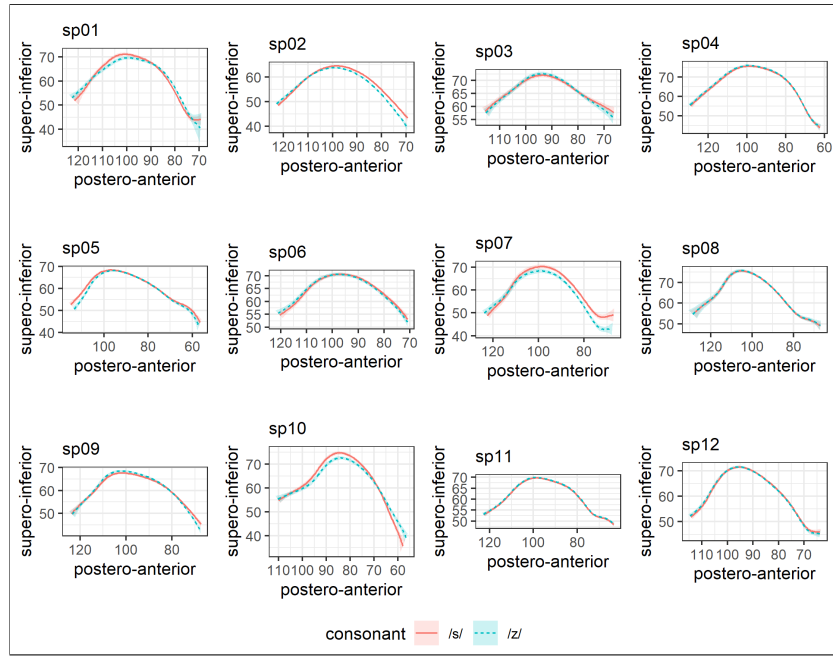 sp01
supero-inferior
70
60
50
40
120 110 100 90 80 70
postero-anterior
sp02
supero-inferior
60
50
40
120 110 100 90 80 70
postero-anterior
sp03
supero-inferior
70
65
60
55
110 100 90 80 70
postero-anterior
sp04
supero-inferior
70
60
50
120 100 80 60
postero-anterior
sp05
supero-inferior
70
60
50
40
100 80 60
postero-anterior
sp06
supero-inferior
70
65
60
55
50
120 110 100 90 80 70
postero-anterior
sp07
supero-inferior
70
60
50
40
120 100 80
postero-anterior
sp08
supero-inferior
70
60
50
120 100 80
postero-anterior
sp09
supero-inferior
70
60
50
120 100 80
postero-anterior
sp10
supero-inferior
70
60
50
40
110 100 90 80 70 60
postero-anterior
sp11
supero-inferior
70
65
60
55
50
120 100 80
postero-anterior
sp12
supero-inferior
70
60
50
110 100 90 80 70
postero-anterior
consonant /s/ /z/